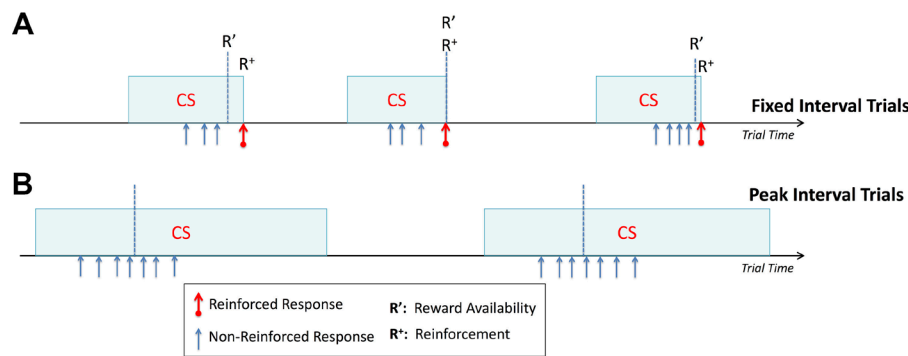 A
R’
R⁺
R’
R⁺
R’
R⁺
CS
CS
CS
Fixed Interval Trials
Trial Time
B
Peak Interval Trials
CS
CS
Trial Time
Reinforced Response
R’: Reward Availability
Non-Reinforced Response
R⁺: Reinforcement